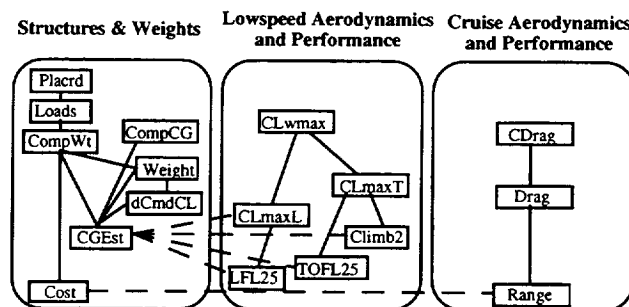 Structures & Weights
Lowspeed Aerodynamics
and Performance
Cruise Aerodynamics
and Performance
Placrd
Loads
CompWt
CompCG
Weight
dCmdCL
CGEst
Cost
CLwmax
CLmaxT
CLmaxL
Climb2
LFL25
TOFL25
CDrag
Drag
Range